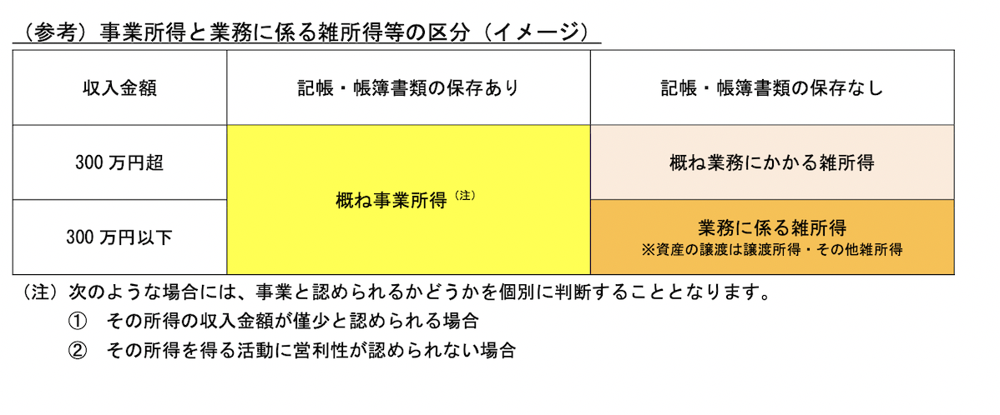 （参考）事業所得と業務に係る雑所得等の区分（イメージ）
収入金額
記帳・帳簿書類の保存あり
記帳・帳簿書類の保存なし
300 万円超
概ね事業所得（注）
概ね業務にかかる雑所得
300 万円以下
業務に係る雑所得
※資産の譲渡は譲渡所得・その他雑所得
（注）次のような場合には、事業と認められるかどうかを個別に判断することとなります。
①　その所得の収入金額が僅少と認められる場合
②　その所得を得る活動に営利性が認められない場合